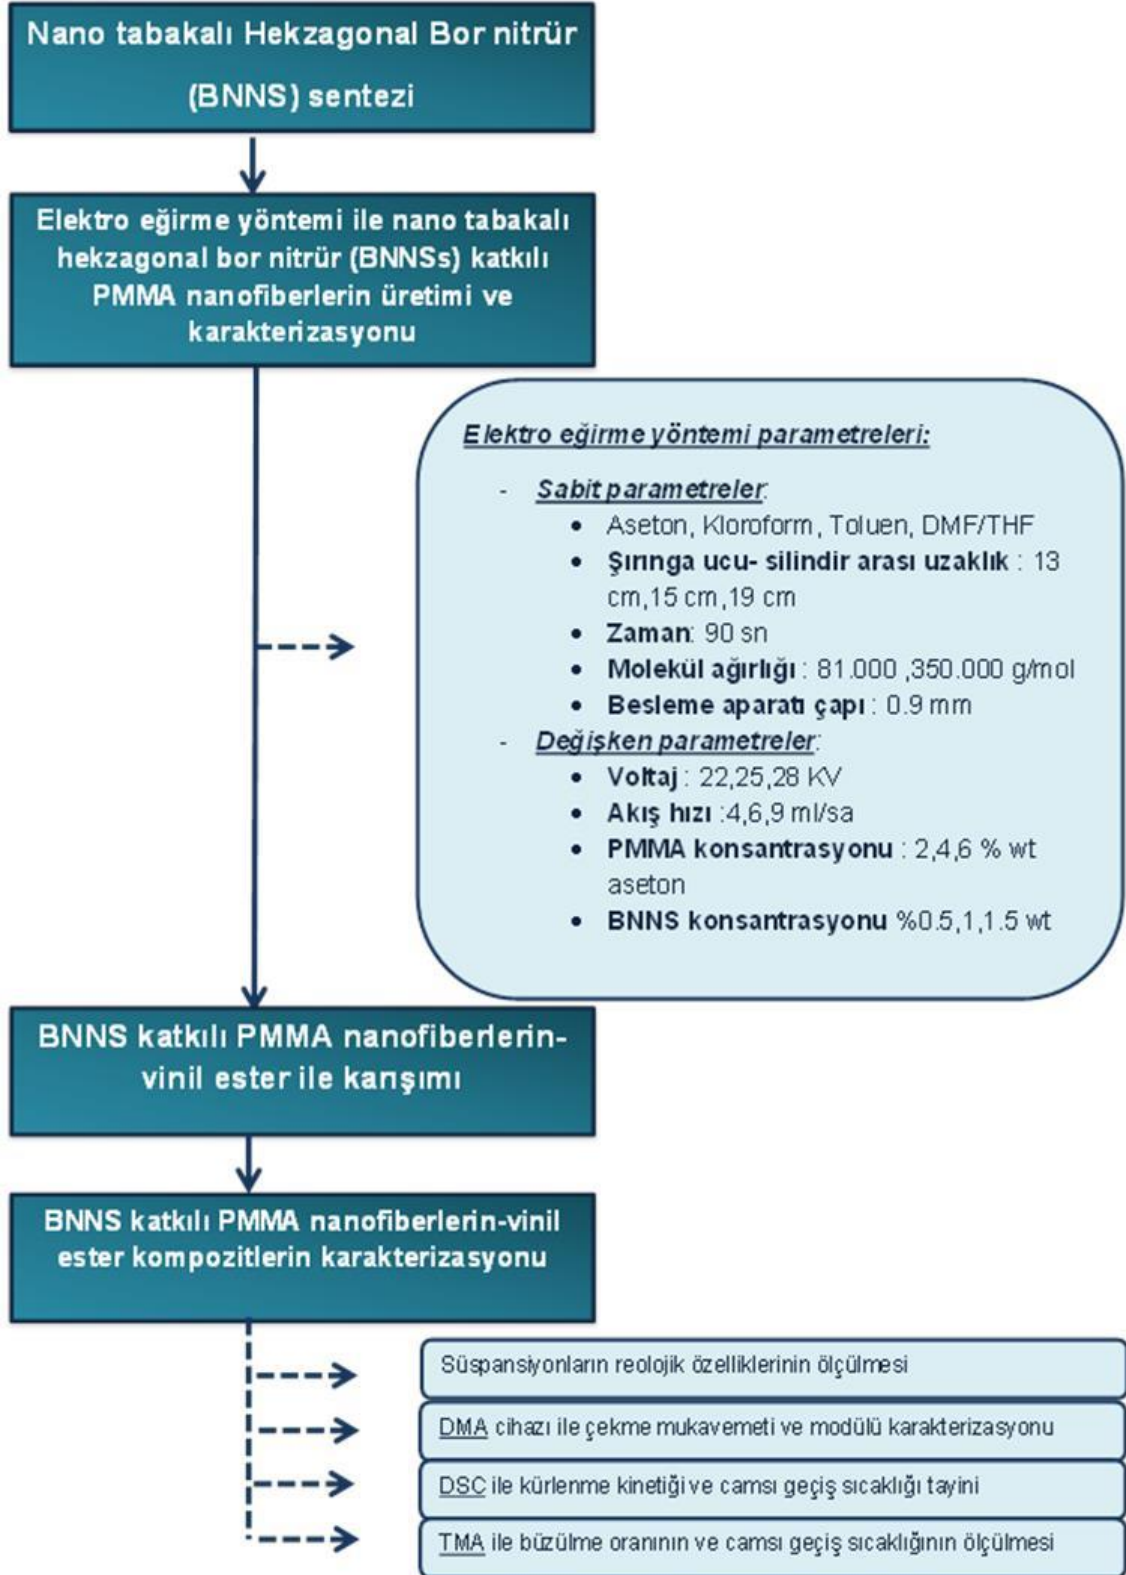 Nano tabakalı Hekzagonal Bor nitrür
(BNNS) sentezi
Elektro eğirme yöntemi ile nano tabakalı
hekzagonal bor nitrür (BNNSs) katkılı
PMMA nanofiberlerin üretimi ve
karakterizasyonu
Elektro eğirme yöntemi parametreleri:
- Sabit parametreler:
• Aseton, Kloroform, Toluen, DMF/THF
• Şırınga ucu- silindir arası uzaklık : 13
cm,15 cm,19 cm
• Zaman: 90 sn
• Molekül ağırlığı : 81.000 ,350.000 g/mol
• Besleme aparatı çapı : 0.9 mm
- Değişken parametreler:
• Voltaj : 22,25,28 KV
• Akış hızı :4,6,9 ml/sa
• PMMA konsantrasyonu : 2,4,6 % wt
aseton
• BNNS konsantrasyonu %0.5,1,1.5 wt
BNNS katkılı PMMA nanofiberlerin-
vinil ester ile karışımı
BNNS katkılı PMMA nanofiberlerin-vinil
ester kompozitlerin karakterizasyonu
Süspansiyonların reolojik özelliklerinin ölçülmesi
DMA cihazı ile çekme mukavemeti ve modülü karakterizasyonu
DSC ile kürlenme kinetiği ve camsı geçiş sıcaklığı tayini
TMA ile büzülme oranının ve camsı geçiş sıcaklığının ölçülmesi